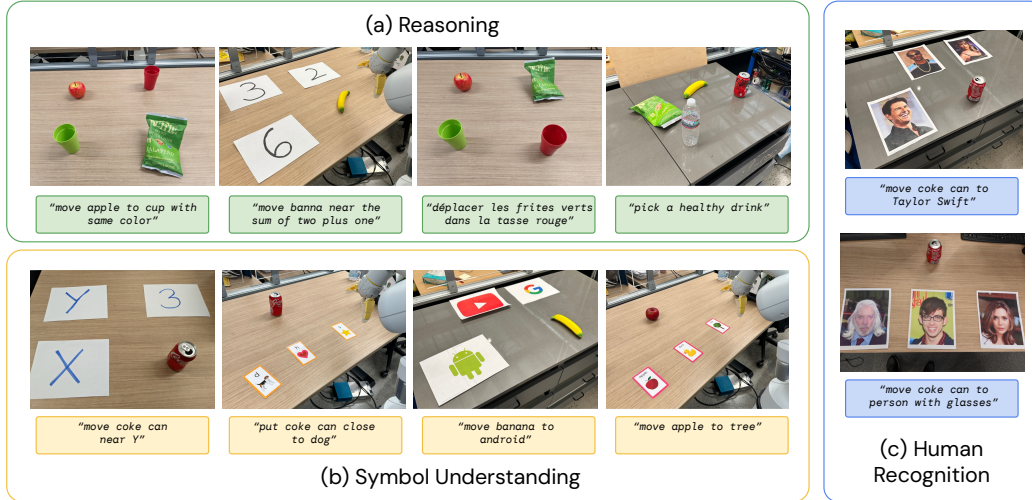 (a) Reasoning
3
2
6
"move apple to cup with
same color"
"move banna near the
sum of two plus one"
"déplacer les frites verts
dans la tasse rouge"
"pick a healthy drink"
Y
3
X
G
"move coke can
near Y"
"put coke can close
to dog"
"move banana to
android"
"move apple to tree"
(b) Symbol Understanding
"move coke can to
Taylor Swift"
"move coke can to
person with glasses"
(c) Human
Recognition